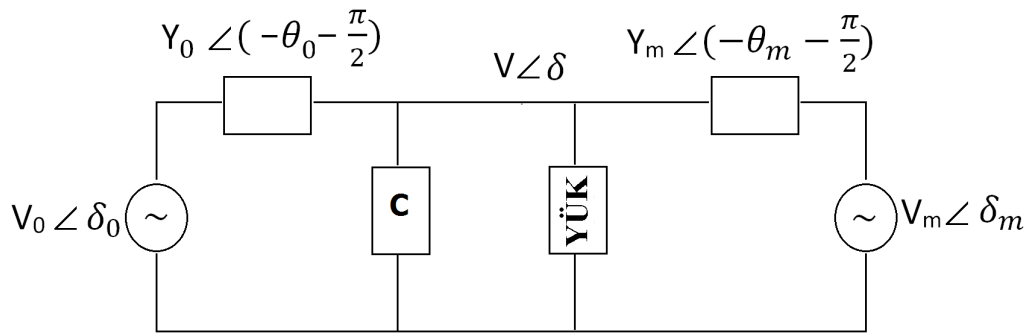 Y₀ ∠(−θ₀−π/2)
Yₘ ∠(−θₘ − π/2)
V∠δ
V₀ ∠ δ₀
~
C
YÜK
~
Vₘ∠ δₘ